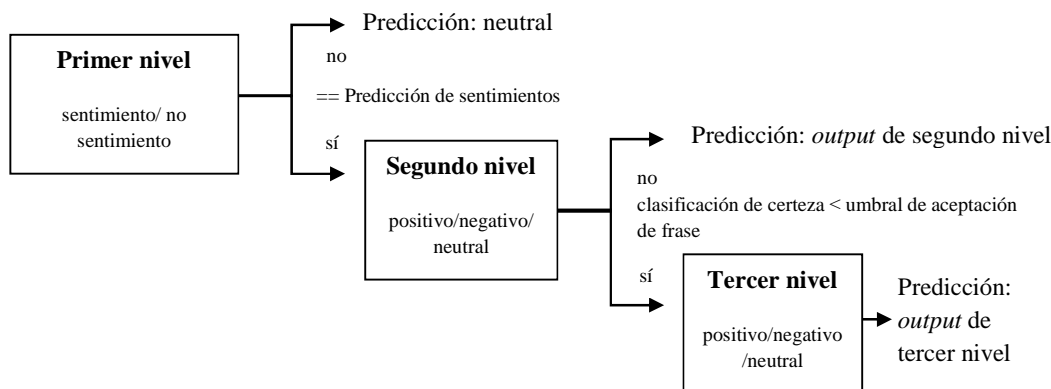 Primer nivel
sentimiento/ no
sentimiento
Predicción: neutral
no
== Predicción de sentimientos
sí
Segundo nivel
positivo/negativo/
neutral
Predicción: output de segundo nivel
no
clasificación de certeza < umbral de aceptación
de frase
sí
Tercer nivel
positivo/negativo
/neutral
Predicción:
output de
tercer nivel